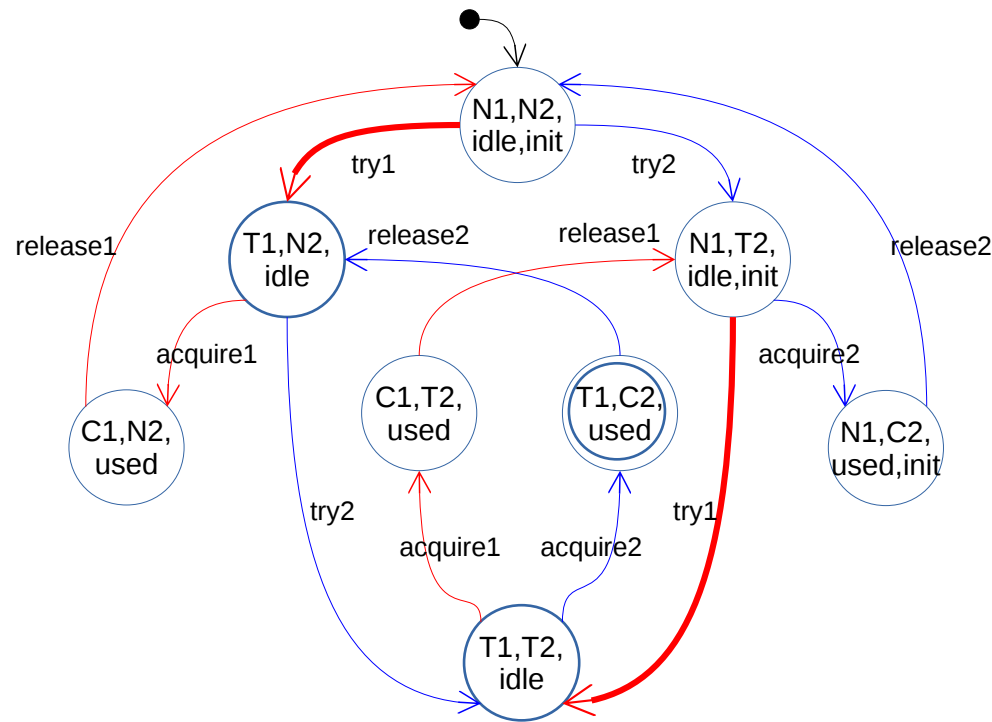 N1,N2,
idle,init
try1
try2
T1,N2,
idle
release2
release1
N1,T2,
idle,init
release1
release2
acquire1
acquire2
C1,N2,
used
C1,T2,
used
T1,C2,
used
N1,C2,
used,init
try2
try1
acquire1
acquire2
T1,T2,
idle